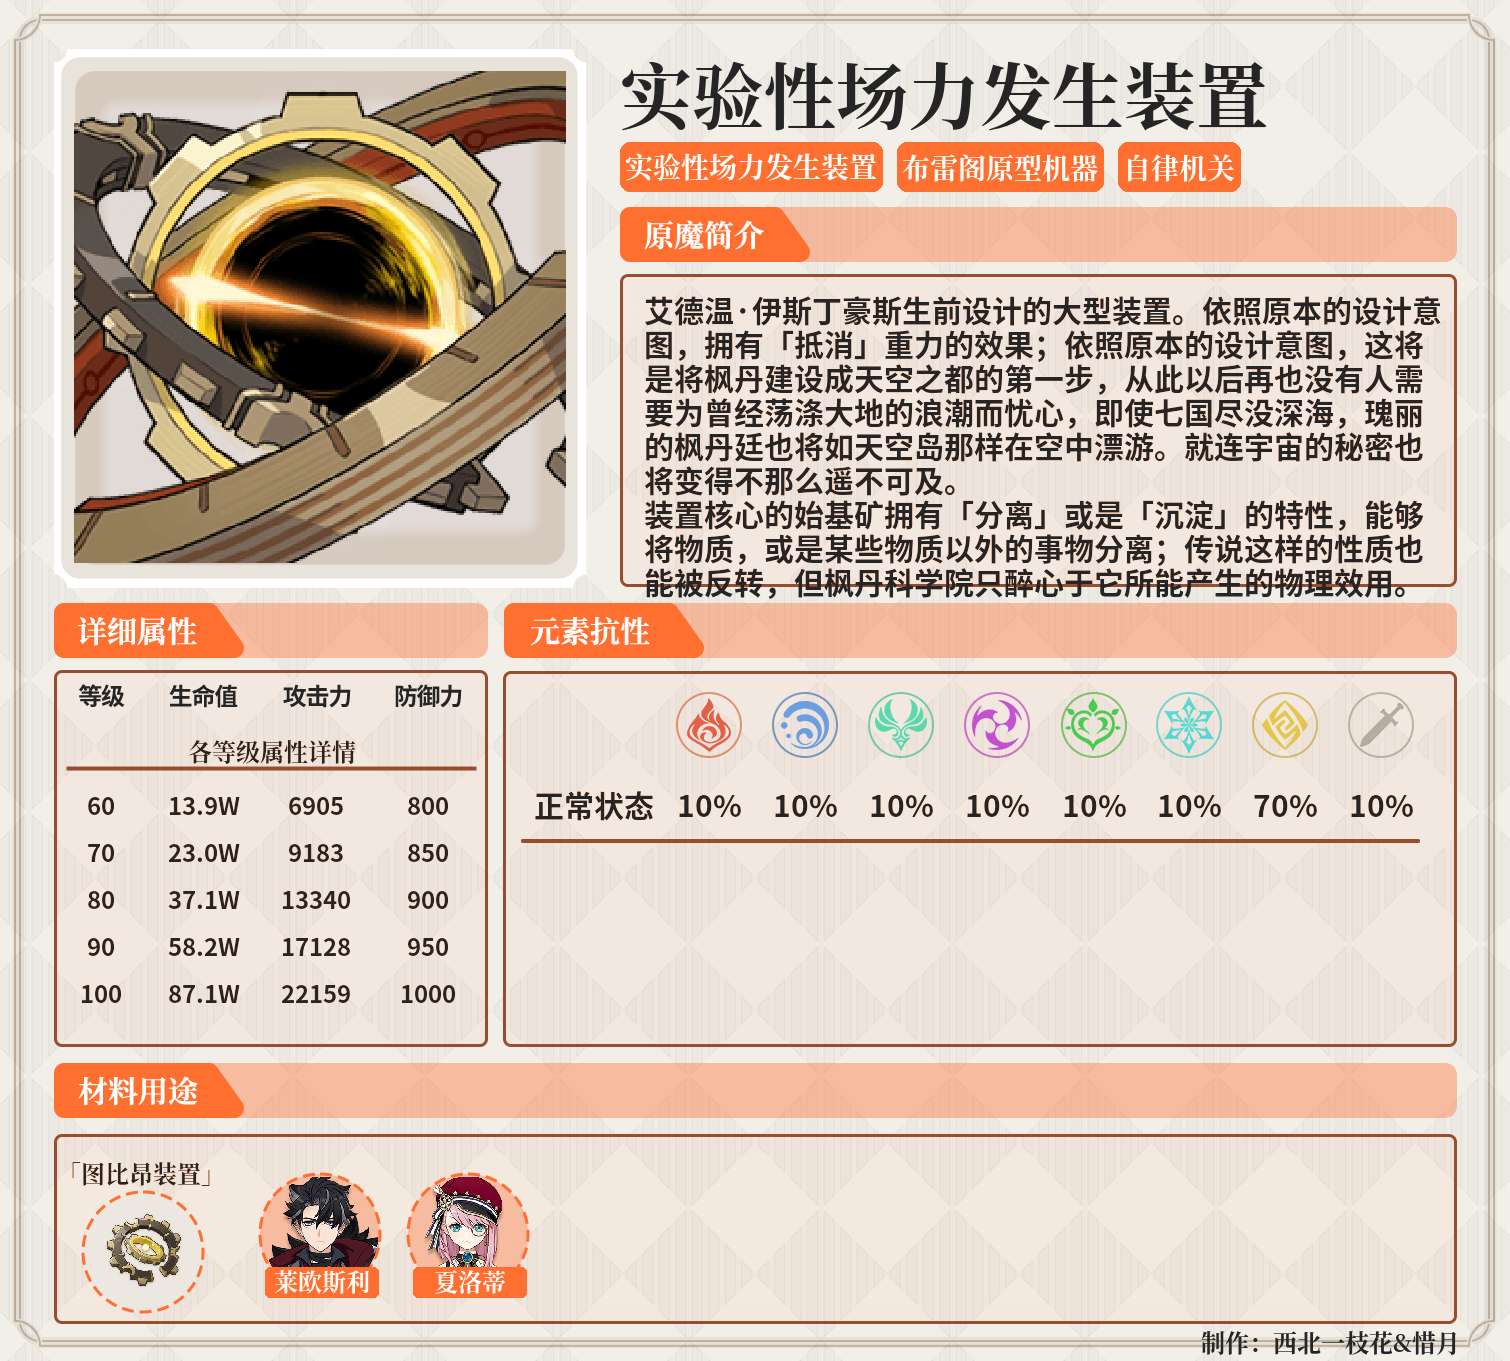 实验性场力发生装置
实验性场力发生装置 布雷阁原型机器 自律机关
原魔简介
艾德温·伊斯丁豪斯生前设计的大型装置。依照原本的设计意
图，拥有「抵消」重力的效果；依照原本的设计意图，这将
是将枫丹建设成天空之都的第一步，从此以后再也没有人需
要为曾经荡涤大地的浪潮而忧心，即使七国尽没深海，瑰丽
的枫丹廷也将如天空岛那样在空中漂游。就连宇宙的秘密也
将变得不那么遥不可及。
装置核心的始基矿拥有「分离」或是「沉淀」的特性，能够
将物质，或是某些物质以外的事物分离；传说这样的性质也
能被反转，但枫丹科学院只醉心于它所能产生的物理效用。
详细属性
等级 生命值 攻击力 防御力
各等级属性详情
60 13.9W 6905 800
70 23.0W 9183 850
80 37.1W 13340 900
90 58.2W 17128 950
100 87.1W 22159 1000
元素抗性
正常状态 10% 10% 10% 10% 10% 10% 70% 10%
材料用途
「图比昂装置」
莱欧斯利 夏洛蒂
制作：西北一枝花&惜月